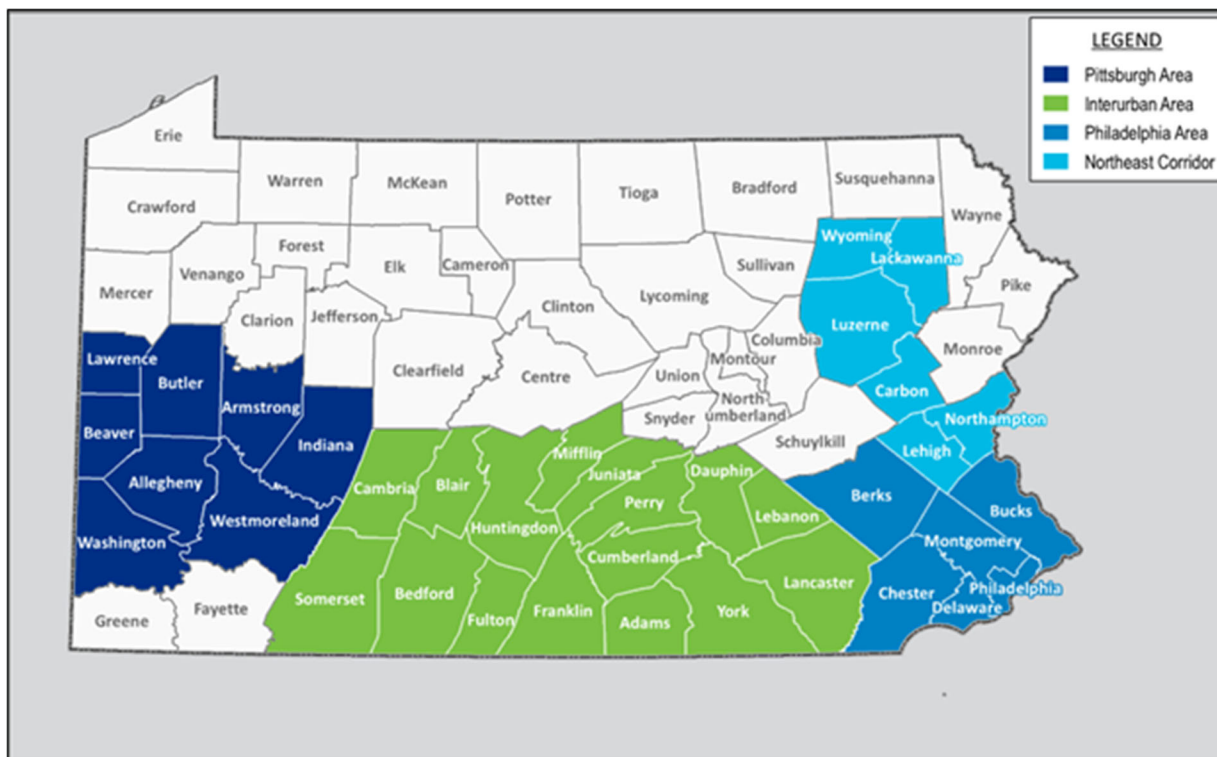 LEGEND
Pittsburgh Area
Interurban Area
Philadelphia Area
Northeast Corridor
Erie
Warren
McKean
Potter
Tioga
Bradford
Susquehanna
Wayne
Crawford
Forest
Elk
Cameron
Sullivan
Wyoming
Lackawanna
Pike
Mercer
Venango
Clarion
Jefferson
Clinton
Lycoming
Columbia
Luzerne
Monroe
Lawrence
Butler
Clearfield
Centre
Union
Montour
Carbon
Armstrong
Snyder
North
umberland
Northampton
Beaver
Indiana
Schuylkill
Lehigh
Allegheny
Cambria
Blair
Mifflin
Juniata
Dauphin
Berks
Bucks
Westmoreland
Huntingdon
Perry
Lebanon
Washington
Cumberland
Montgomery
Philadelphia
Greene
Fayette
Somerset
Bedford
Fulton
Franklin
Adams
York
Lancaster
Chester
Delaware